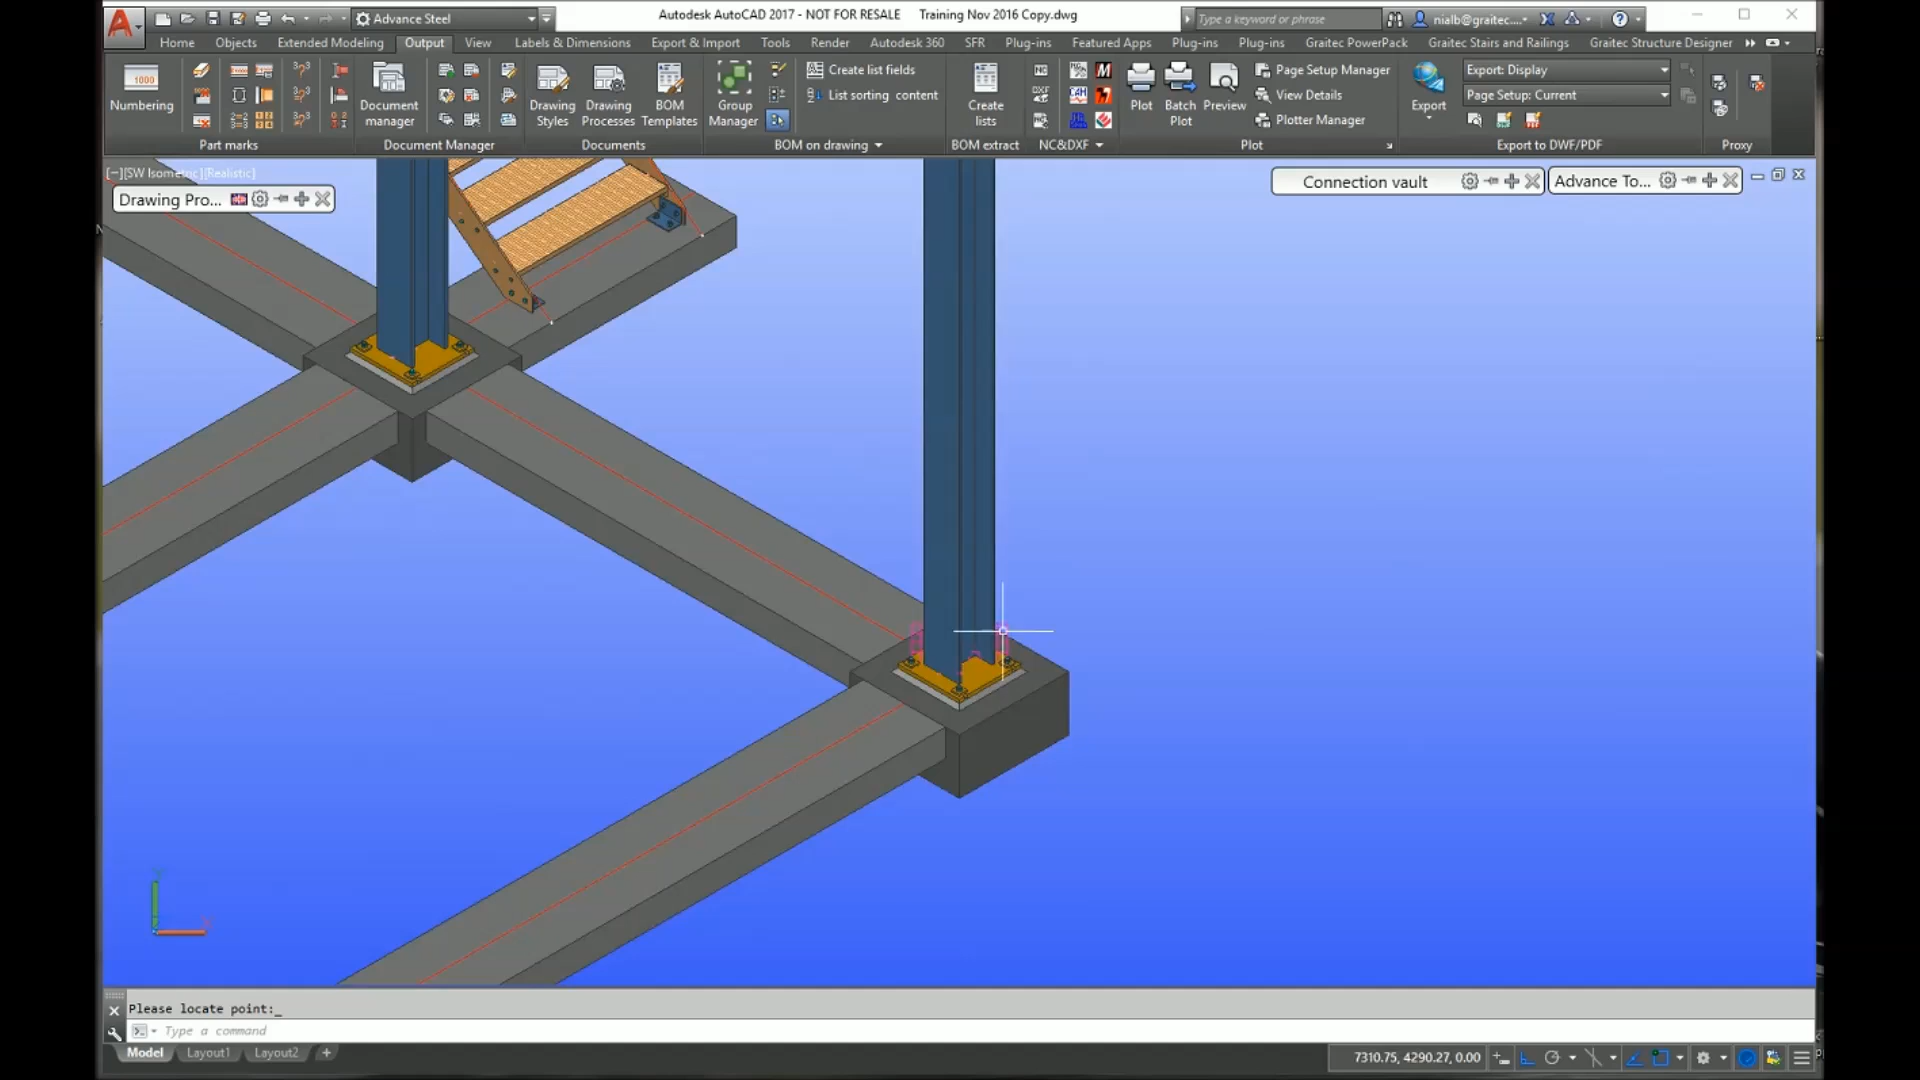 Advance Steel
Autodesk AutoCAD 2017 - NOT FOR RESALE Training Nov 2016 Copy.dwg
Type a keyword or phrase
nialb@graitec....
Home Objects Extended Modeling Output View Labels & Dimensions Export & Import Tools Render Autodesk 360 SFR Plug-ins Featured Apps Plug-ins Plug-ins Graitec PowerPack Graitec Stairs and Railings Graitec Structure Designer
Numbering
Document manager
Drawing Styles
Drawing Processes
BOM Templates
Group Manager
Create list fields
List sorting content
Create lists
Plot
Batch Plot
Preview
Page Setup Manager
View Details
Plotter Manager
Export
Export: Display
Page Setup: Current
Part marks Document Manager Documents BOM on drawing BOM extract NC&DXF Plot Export to DWF/PDF Proxy
[−][SW Isometric][Realistic]
Drawing Pro...
Connection vault
Advance To...
Please locate point:_
Type a command
Model Layout1 Layout2 +
7310.75, 4290.27, 0.00